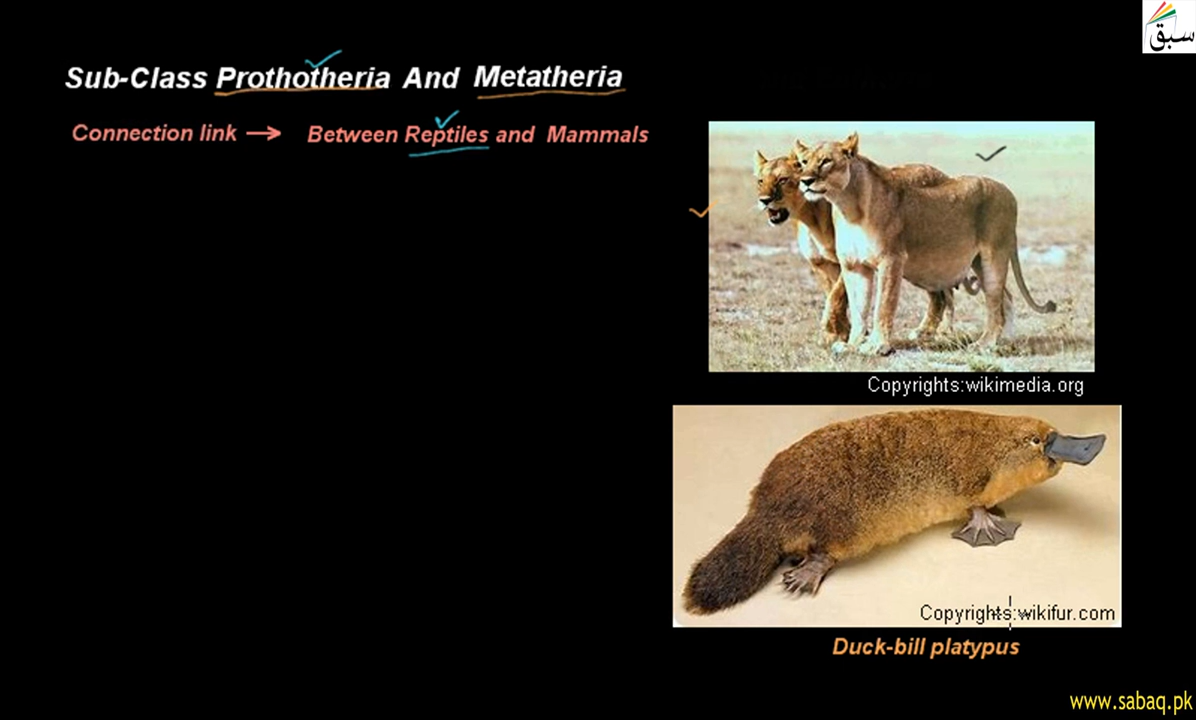 سبق
Sub-Class Prothotheria And Metatheria
Connection link → Between Reptiles and Mammals
Copyrights:wikimedia.org
Copyrights:wikifur.com
Duck-bill platypus
www.sabaq.pk